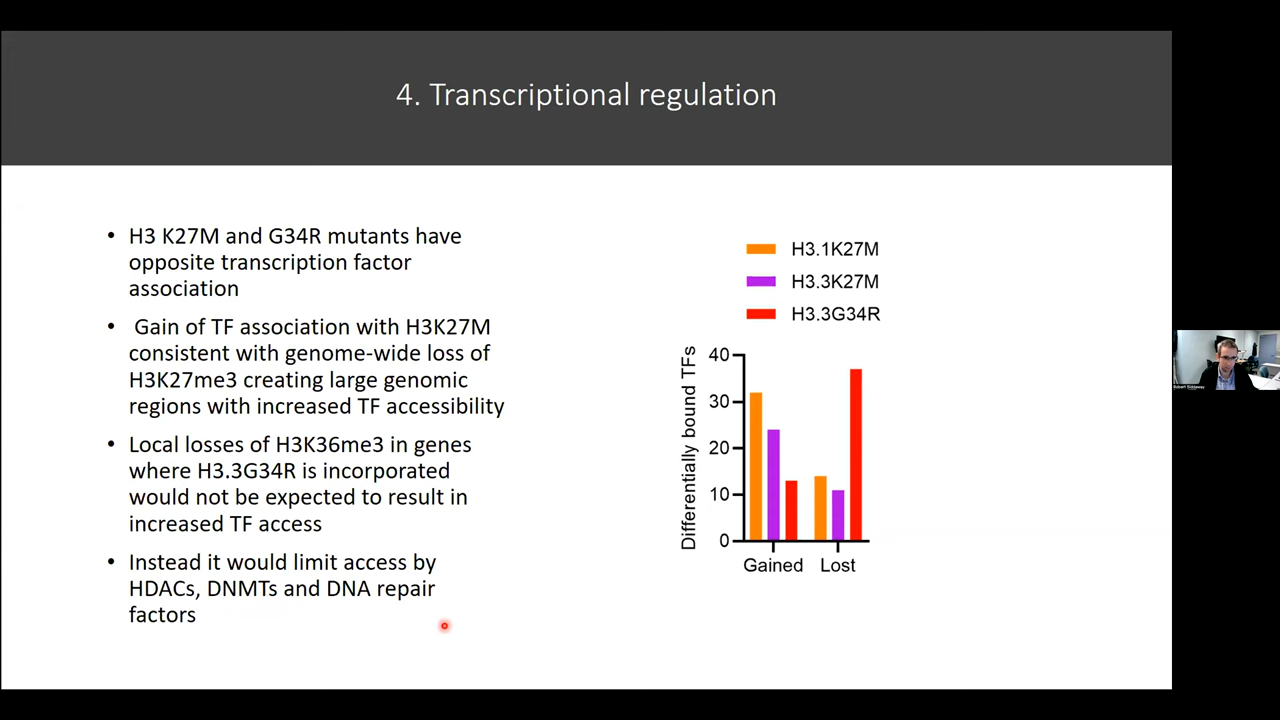 4. Transcriptional regulation
• H3 K27M and G34R mutants have
opposite transcription factor
association
• Gain of TF association with H3K27M
consistent with genome-wide loss of
H3K27me3 creating large genomic
regions with increased TF accessibility
• Local losses of H3K36me3 in genes
where H3.3G34R is incorporated
would not be expected to result in
increased TF access
• Instead it would limit access by
HDACs, DNMTs and DNA repair
factors
H3.1K27M
H3.3K27M
H3.3G34R
Differentially bound TFs
40
30
20
10
0
Gained Lost
Robert Siddaway